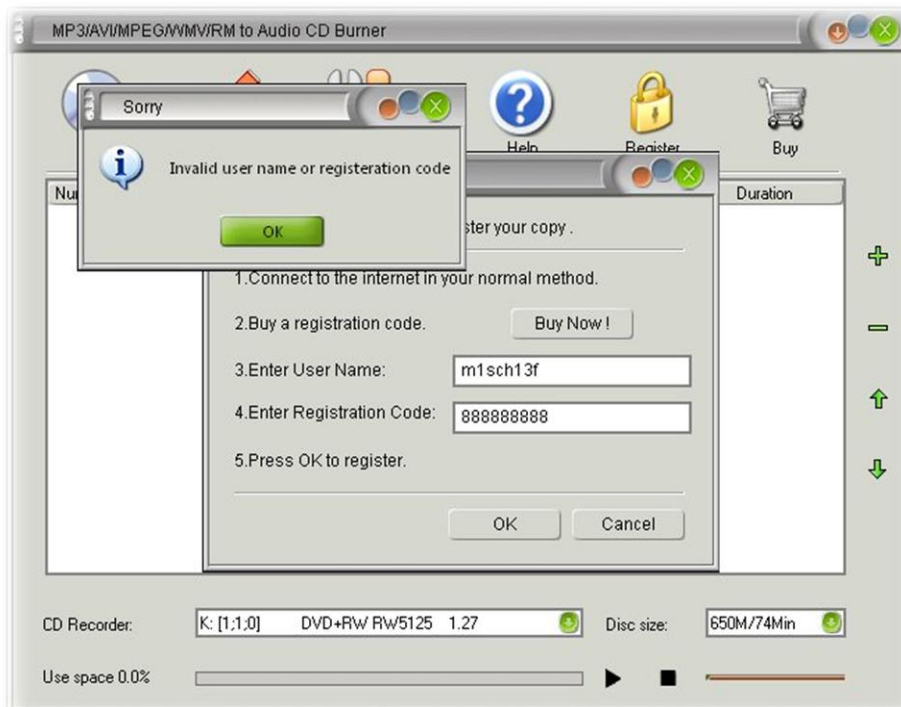 MP3/AVI/MPEG/WMV/RM to Audio CD Burner
Sorry
Invalid user name or registeration code
OK
Help
Register
Buy
Duration
your copy .
1.Connect to the internet in your normal method.
2.Buy a registration code.
Buy Now !
3.Enter User Name:
m1sch13f
4.Enter Registration Code:
888888888
5.Press OK to register.
OK
Cancel
CD Recorder:
K: [1;1;0] DVD+RW RW5125 1.27
Disc size:
650M/74Min
Use space 0.0%